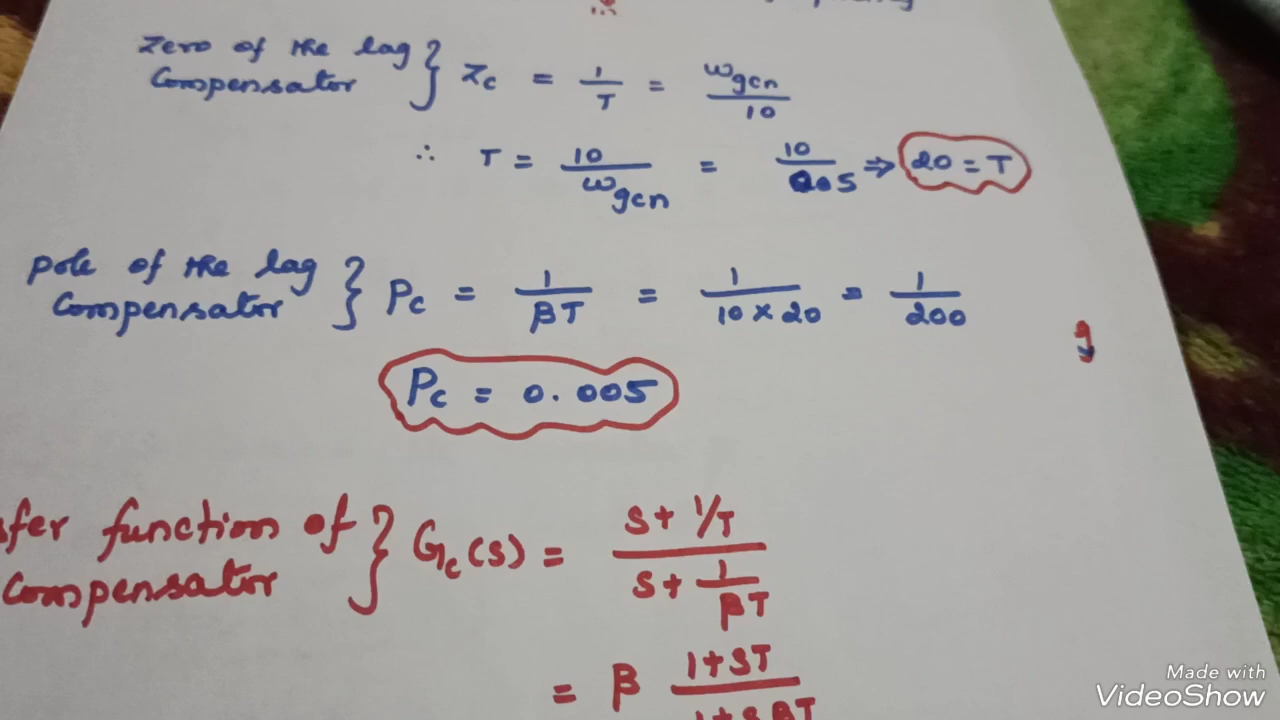 Zero of the lag
Compensator } Zc = 1/T = ωgcn/10
∴ T = 10/ωgcn = 10/0.5 ⇒ 20 = T
Pole of the lag
Compensator } Pc = 1/βT = 1/10×20 = 1/200
Pc = 0.005
function of
Compensator } Gc(s) = s+1/T / s+1/βT
= β 1+ST / 1+SβT
Made with
VideoShow